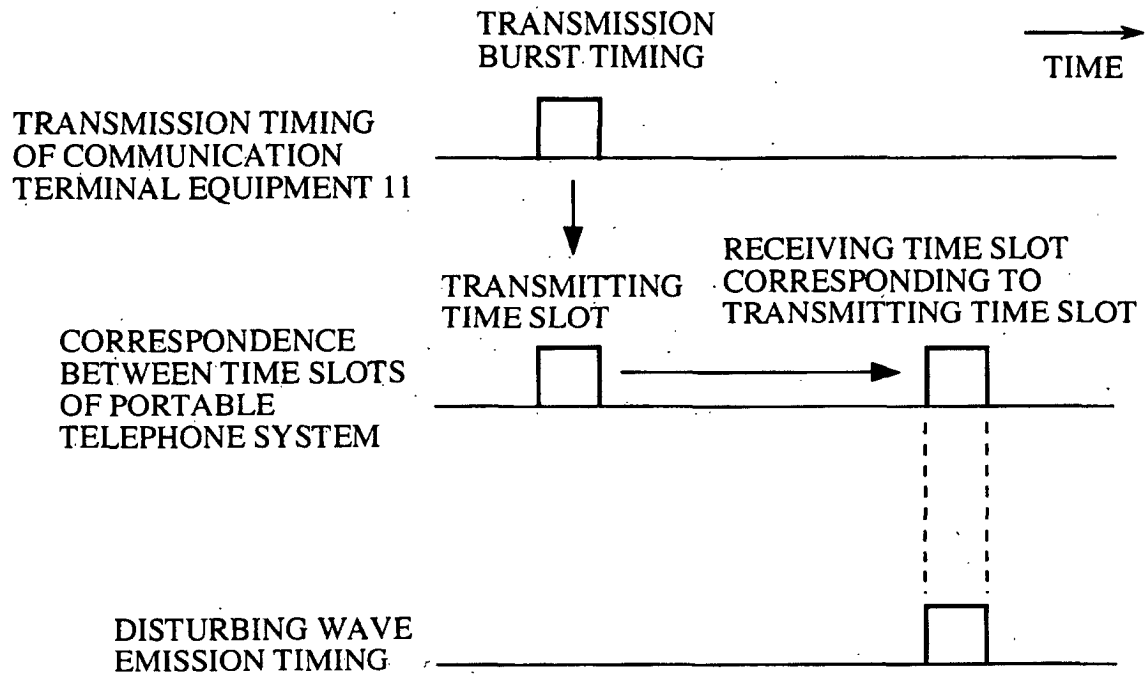 TRANSMISSION
BURST TIMING
TIME
TRANSMISSION TIMING
OF COMMUNICATION
TERMINAL EQUIPMENT 11
TRANSMITTING
TIME SLOT
RECEIVING TIME SLOT
CORRESPONDING TO
TRANSMITTING TIME SLOT
CORRESPONDENCE
BETWEEN TIME SLOTS
OF PORTABLE
TELEPHONE SYSTEM
DISTURBING WAVE
EMISSION TIMING